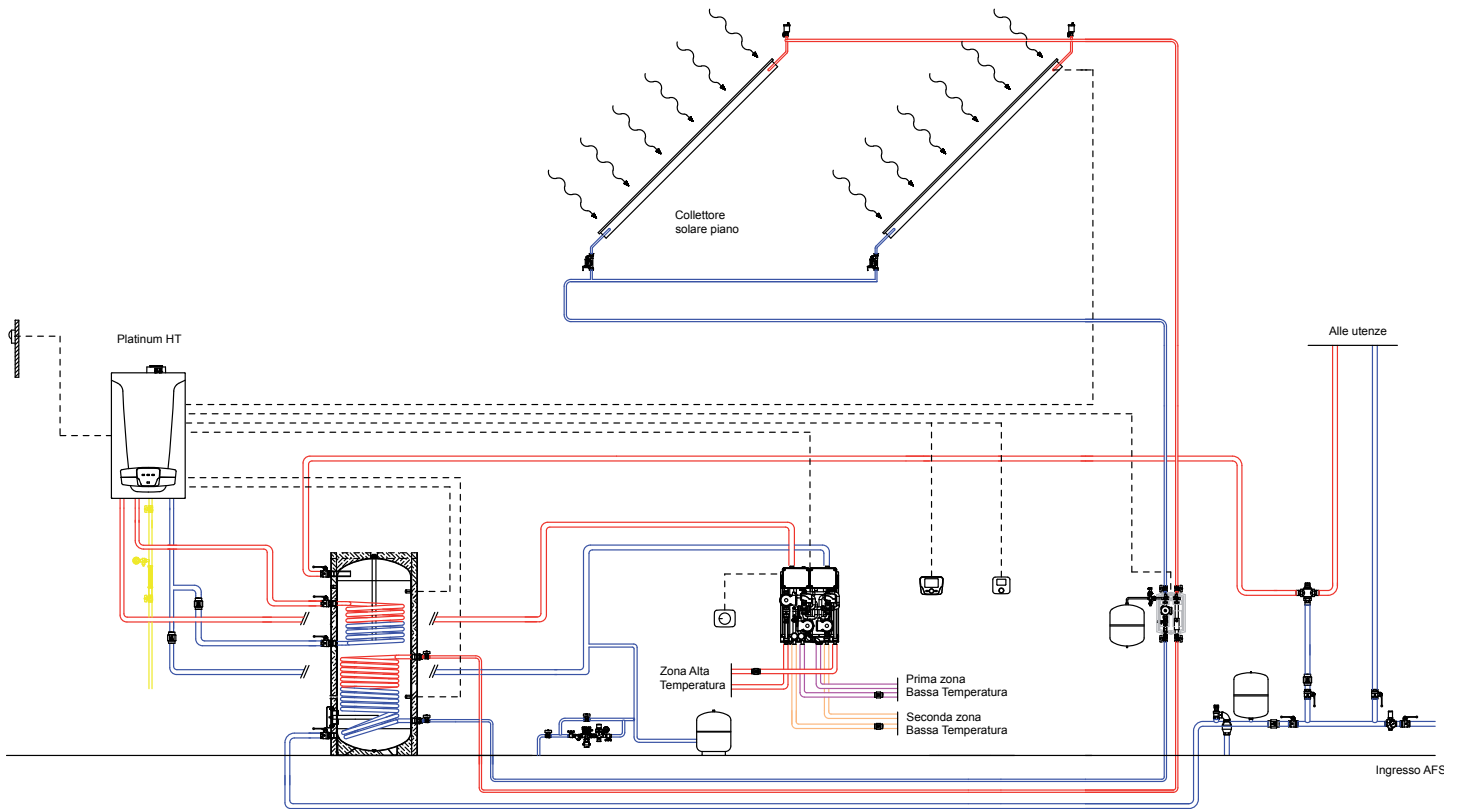 Collettore
solare piano
Platinum HT
Alle utenze
Zona Alta
Temperatura
Prima zona
Bassa Temperatura
Seconda zona
Bassa Temperatura
Ingresso AFS